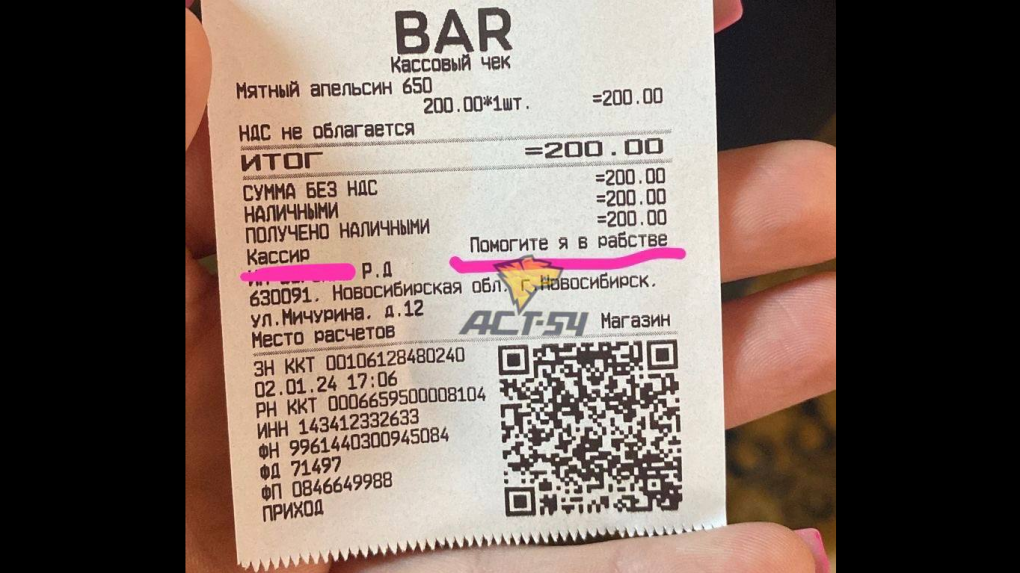 BAR
Кассовый чек
Мятный апельсин 650
200.00*1шт. =200.00
НДС не облагается
ИТОГ =200.00
СУММА БЕЗ НДС =200.00
НАЛИЧНЫМИ =200.00
ПОЛУЧЕНО НАЛИЧНЫМИ =200.00
Кассир Помогите я в рабстве
Р.Д
630091. Новосибирская обл. г.Новосибирск.
ул.Мичурина. д.12
Место расчетов Магазин
АСТ-54
ЗН ККТ 00106128480240
02.01.24 17:06
РН ККТ 0006659500008104
ИНН 143412332633
ФН 9961440300945084
ФД 71497
ФП 0846649988
ПРИХОД